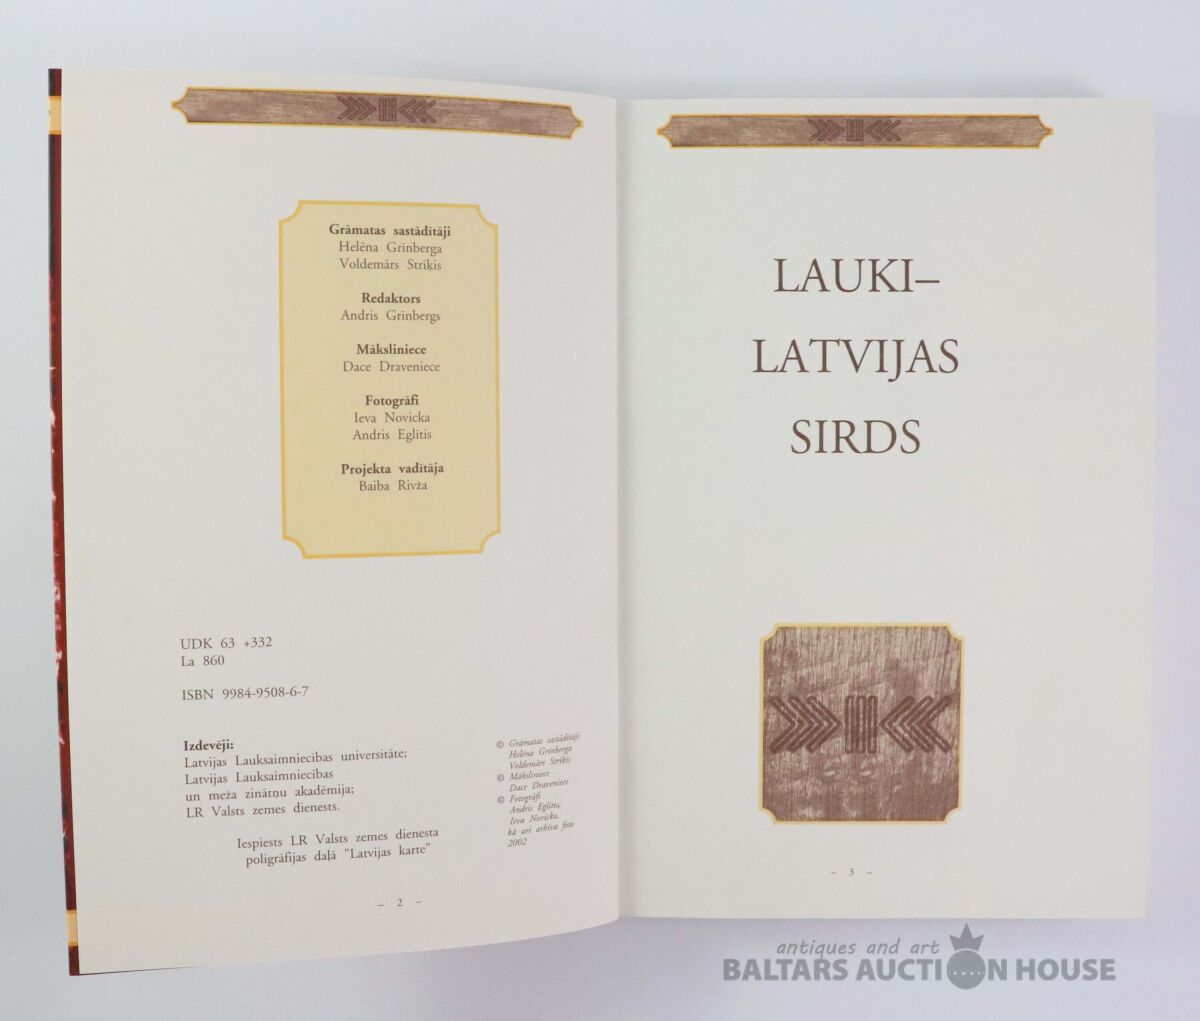 Grāmatas sastādītāji
Helēna Grīnberga
Voldemārs Strīķis
Redaktors
Andris Grīnbergs
Māksliniece
Dace Draveniece
Fotogrāfi
Ieva Novicka
Andris Eglītis
Projekta vadītāja
Baiba Rivža
UDK 63 +332
La 860
ISBN 9984-9508-6-7
Izdevēji:
Latvijas Lauksaimniecības universitāte;
Latvijas Lauksaimniecības
un meža zinātņu akadēmija;
LR Valsts zemes dienests.
Iespiests LR Valsts zemes dienesta
poligrāfijas daļā "Latvijas karte"
© Grāmatas sastādītāji
Helēna Grīnberga
Voldemārs Strīķis
© Māksliniece
Dace Draveniece
© Fotogrāfi
Andris Eglītis,
Ieva Novicka,
kā arī arhīva foto
2002
– 2 –
LAUKI–
LATVIJAS
SIRDS
– 3 –
antiques and art
BALTARS AUCTION HOUSE